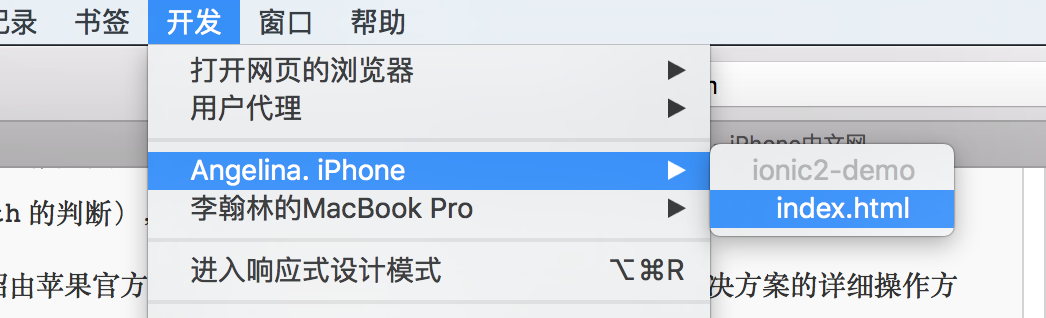 记录 书签 开发 窗口 帮助
打开网页的浏览器
用户代理
iPhone中文网
Angelina. iPhone
ionic2-demo
李翰林的MacBook Pro
index.html
的判断），
进入响应式设计模式 ⌥⌘R
绍由苹果官方
决方案的详细操作方